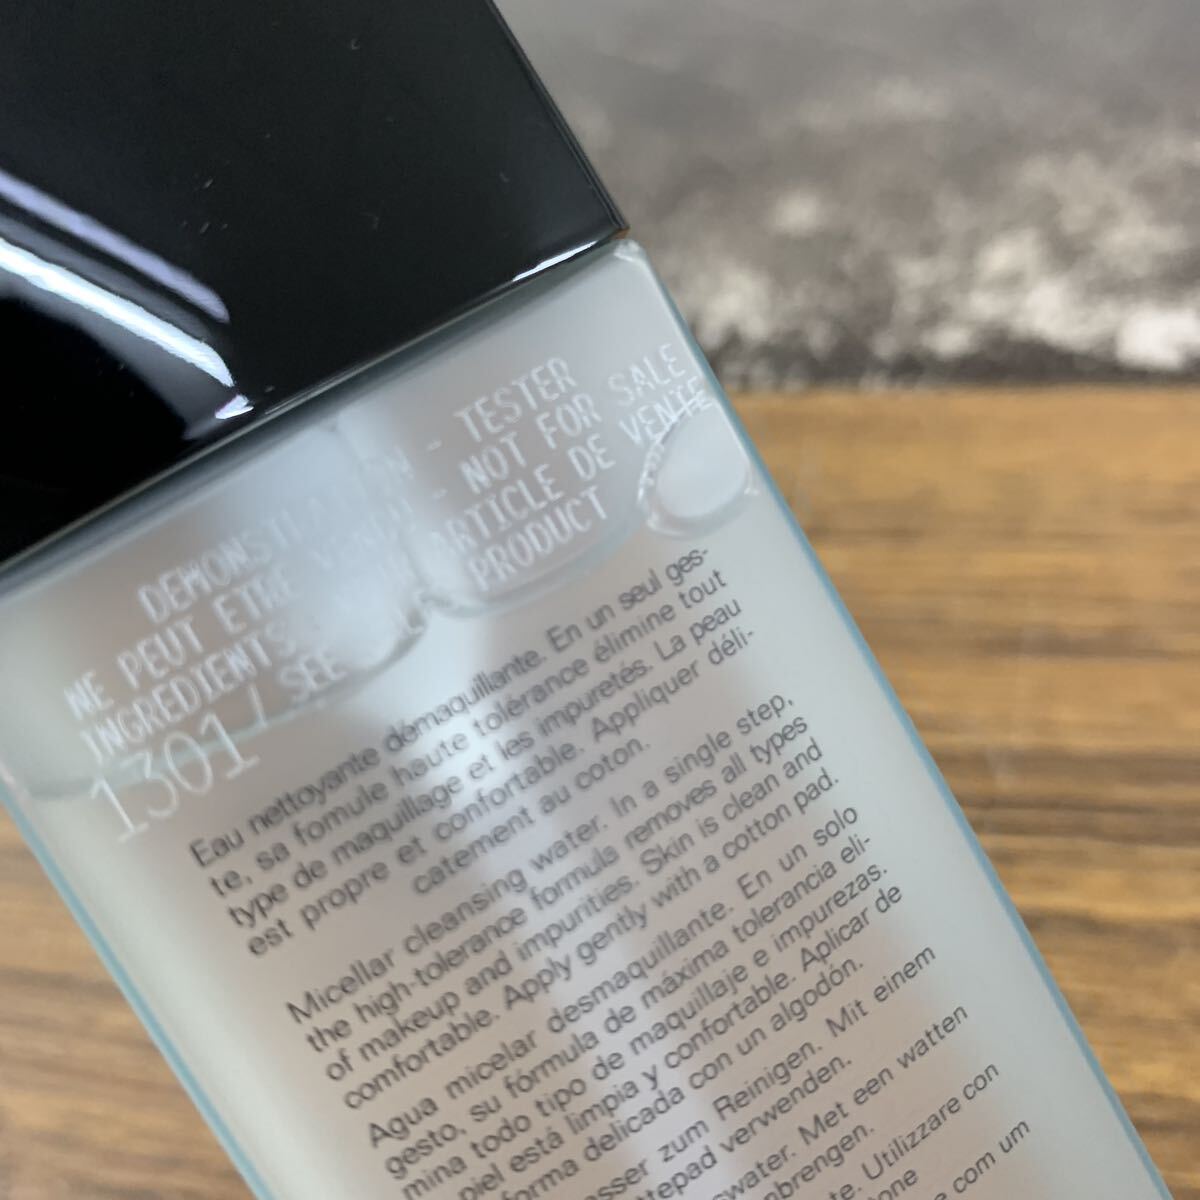 DEMONSTRATION - TESTER
NE PEUT ETRE VENDU - NOT FOR SALE
INGREDIENTS: ARTICLE DE VENTE
/ SEE PRODUCT
1301
Eau nettoyante démaquillante. En un seul ges-
te, sa formule haute tolérance élimine tout
type de maquillage et les impuretés. La peau
est propre et confortable. Appliquer déli-
catement au coton.
Micellar cleansing water. In a single step,
the high-tolerance formula removes all types
of makeup and impurities. Skin is clean and
comfortable. Apply gently with a cotton pad.
Agua micelar desmaquillante. En un solo
gesto, su fórmula de máxima tolerancia eli-
mina todo tipo de maquillaje e impurezas.
piel está limpia y confortable. Aplicar de
forma delicada con un algodón.
zum Reinigen. Mit einem
verwenden.
Met een watten
Utilizzare con
com um